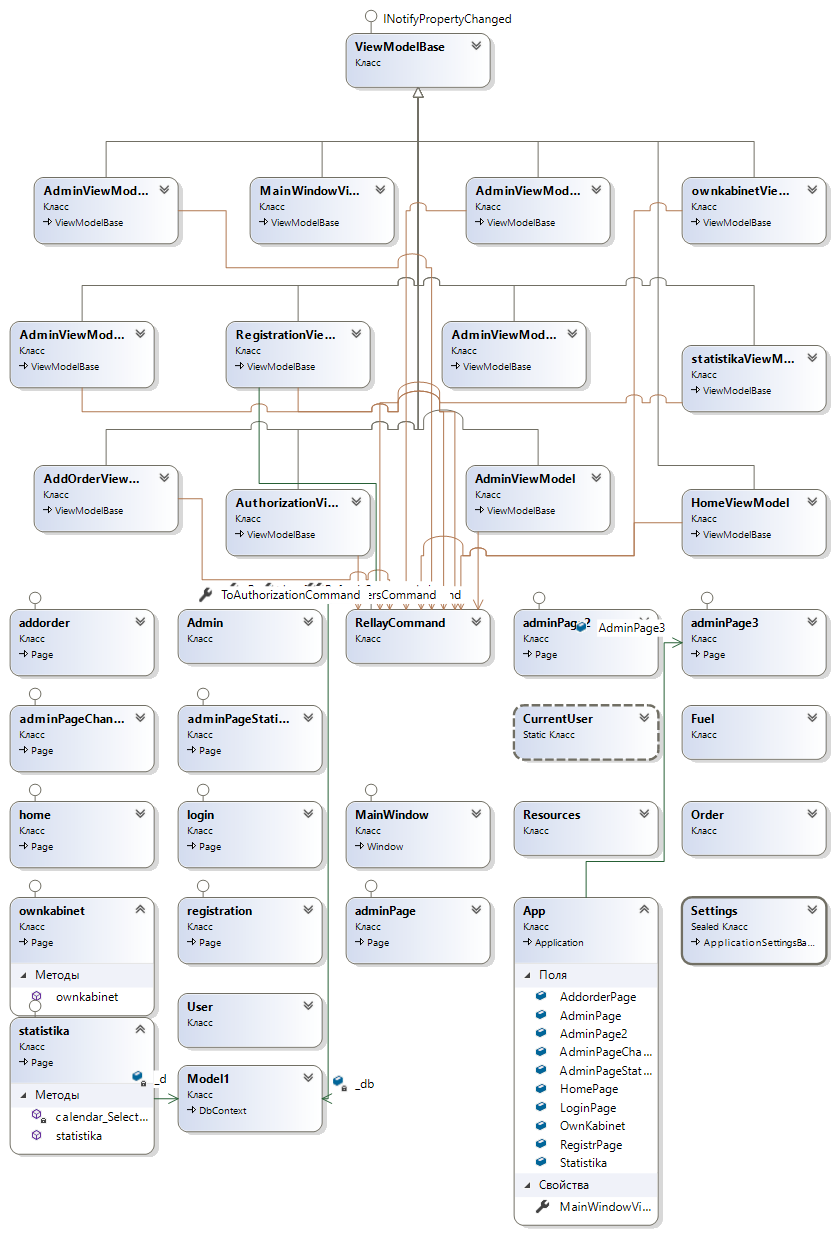 INotifyPropertyChanged
ViewModelBase
Класс
AdminViewMod...
Класс
ViewModelBase
MainWindowVi...
Класс
ViewModelBase
AdminViewMod...
Класс
ViewModelBase
ownkabinetVie...
Класс
ViewModelBase
AdminViewMod...
Класс
ViewModelBase
RegistrationVie...
Класс
ViewModelBase
AdminViewMod...
Класс
ViewModelBase
statistikaViewM...
Класс
ViewModelBase
AddOrderView...
Класс
ViewModelBase
AuthorizationVi...
Класс
ViewModelBase
AdminViewModel
Класс
ViewModelBase
HomeViewModel
Класс
ViewModelBase
ToAuthorizationCommand
addorder
Класс
Page
Admin
Класс
RellayCommand
Класс
adminPage2
Класс
Page
AdminPage3
adminPage3
Класс
Page
adminPageChan...
Класс
Page
adminPageStati...
Класс
Page
CurrentUser
Static Класс
Fuel
Класс
home
Класс
Page
login
Класс
Page
MainWindow
Класс
Window
Resources
Класс
Order
Класс
ownkabinet
Класс
Page
Методы
ownkabinet
registration
Класс
Page
adminPage
Класс
Page
App
Класс
Application
Поля
AddorderPage
AdminPage
AdminPage2
AdminPageCha...
AdminPageStat...
HomePage
LoginPage
OwnKabinet
RegistrPage
Statistika
Свойства
MainWindowVi...
Settings
Sealed Класс
ApplicationSettingsBa...
User
Класс
statistika
Класс
Page
Методы
calendar_Select...
statistika
_d
Model1
Класс
DbContext
_db